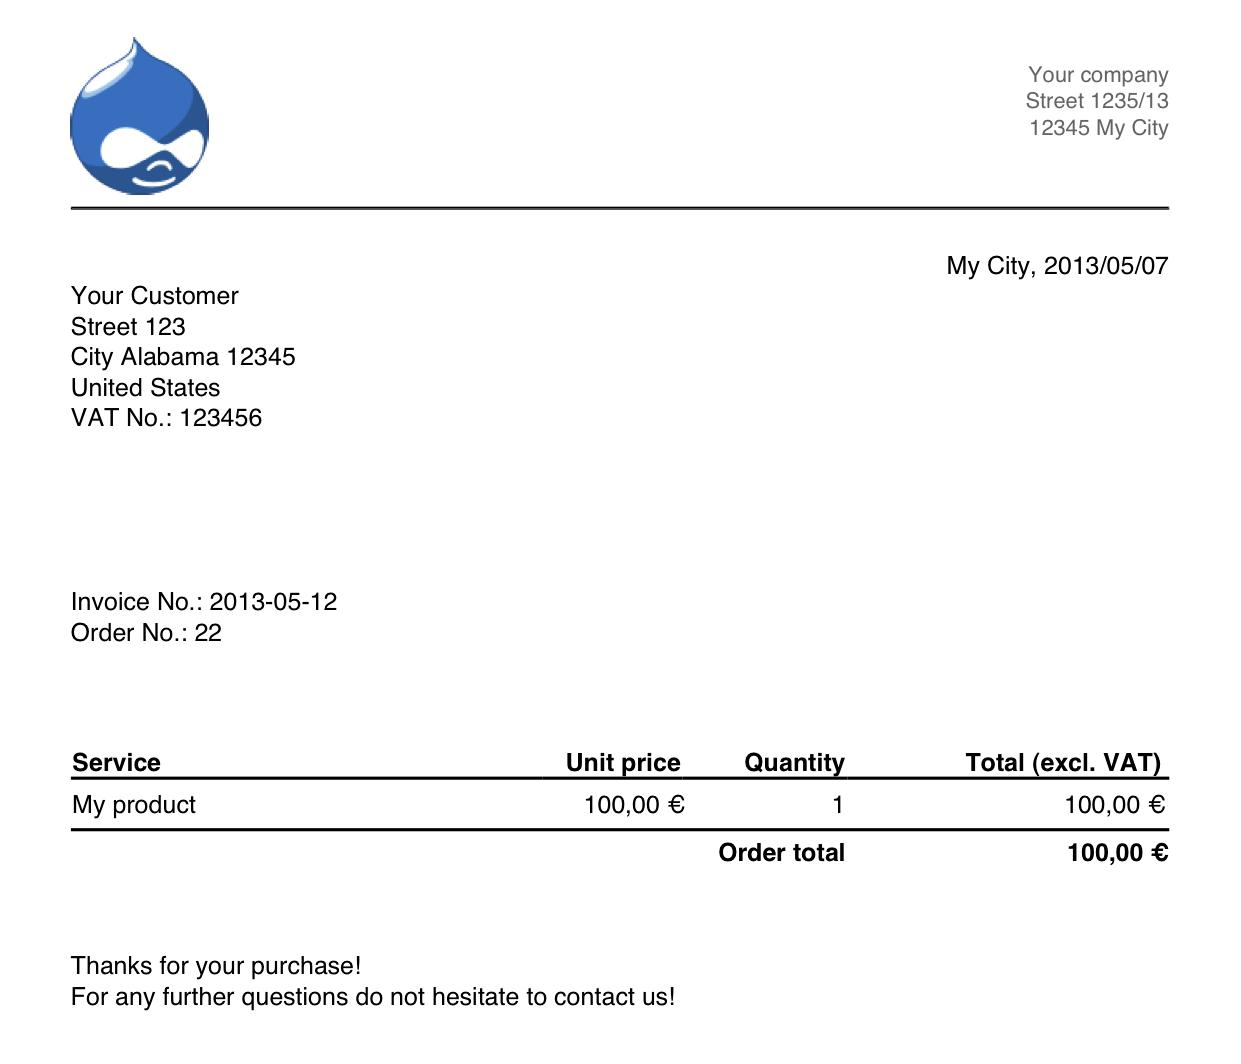 Your company
Street 1235/13
12345 My City
My City, 2013/05/07
Your Customer
Street 123
City Alabama 12345
United States
VAT No.: 123456
Invoice No.: 2013-05-12
Order No.: 22
Service Unit price Quantity Total (excl. VAT)
My product 100,00 € 1 100,00 €
Order total 100,00 €
Thanks for your purchase!
For any further questions do not hesitate to contact us!